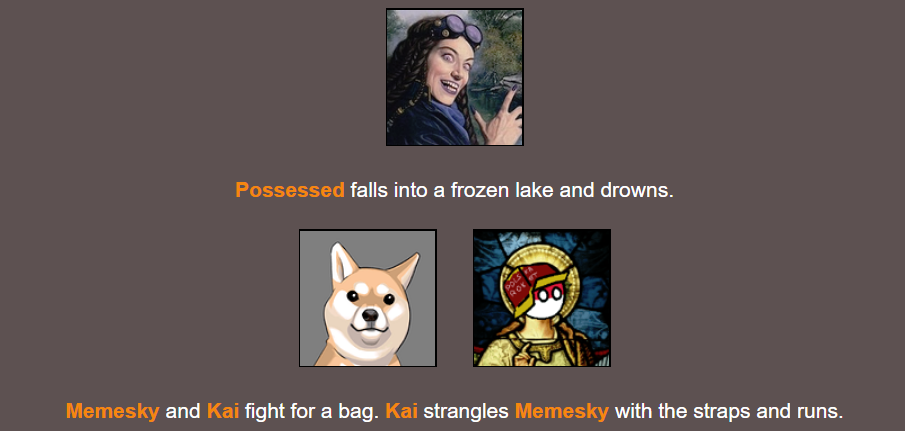 Possessed falls into a frozen lake and drowns.
Memesky and Kai fight for a bag. Kai strangles Memesky with the straps and runs.